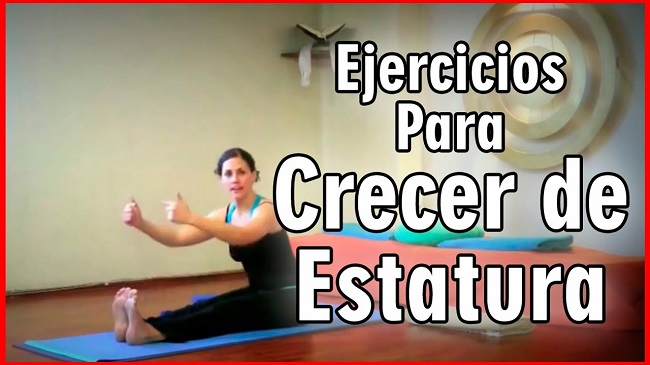 Ejercicios
Para
Crecer de
Estatura